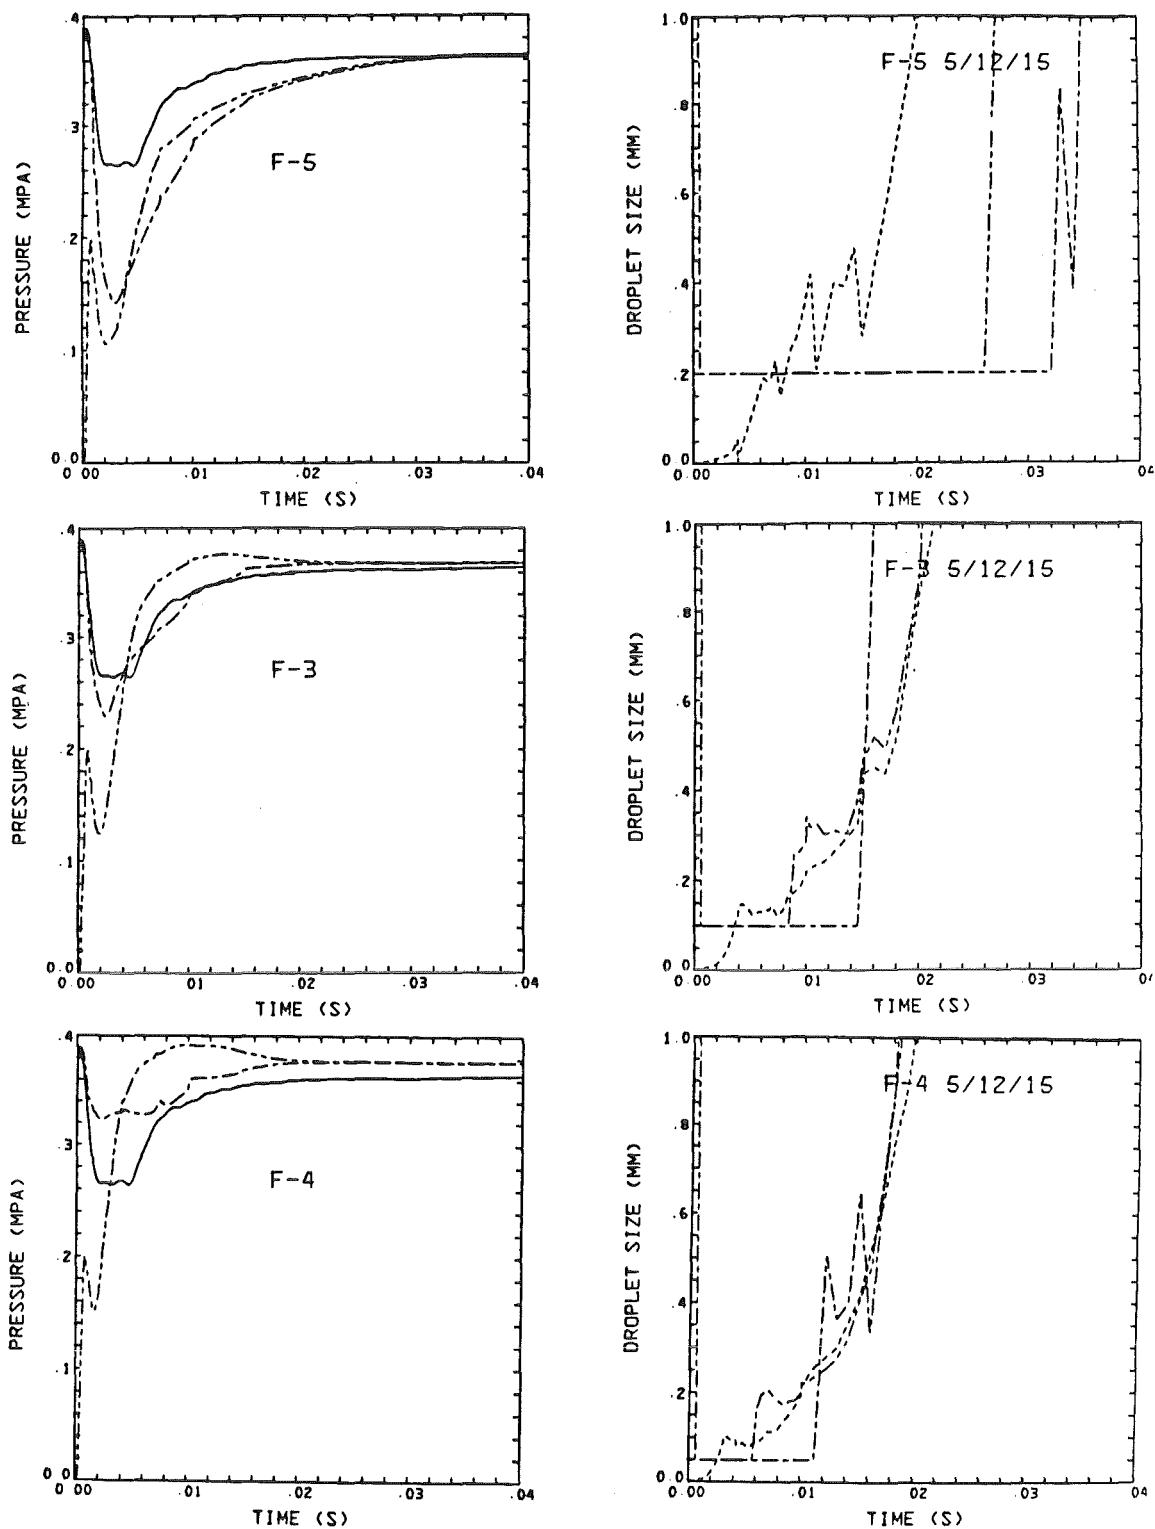 .4
.3
.2
.1
0.0
PRESSURE (MPA)
F-5
0.00 .01 .02 .03 .04
TIME (S)
1.0
.8
.6
.4
.2
0.0
DROPLET SIZE (MM)
F-5 5/12/15
0.00 .01 .02 .03 .04
TIME (S)
.4
.3
.2
.1
0.0
PRESSURE (MPA)
F-3
0.00 .01 .02 .03 .04
TIME (S)
1.0
.8
.6
.4
.2
0.0
DROPLET SIZE (MM)
F-3 5/12/15
0.00 .01 .02 .03
TIME (S)
.4
.3
.2
.1
0.0
PRESSURE (MPA)
F-4
0.00 .01 .02 .03 .04
TIME (S)
1.0
.8
.6
.4
.2
0.0
DROPLET SIZE (MM)
F-4 5/12/15
0.00 .01 .02 .03 .04
TIME (S)